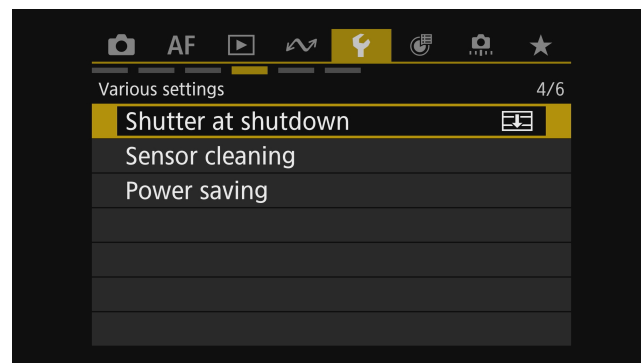 AF
Various settings 4/6
Shutter at shutdown
Sensor cleaning
Power saving